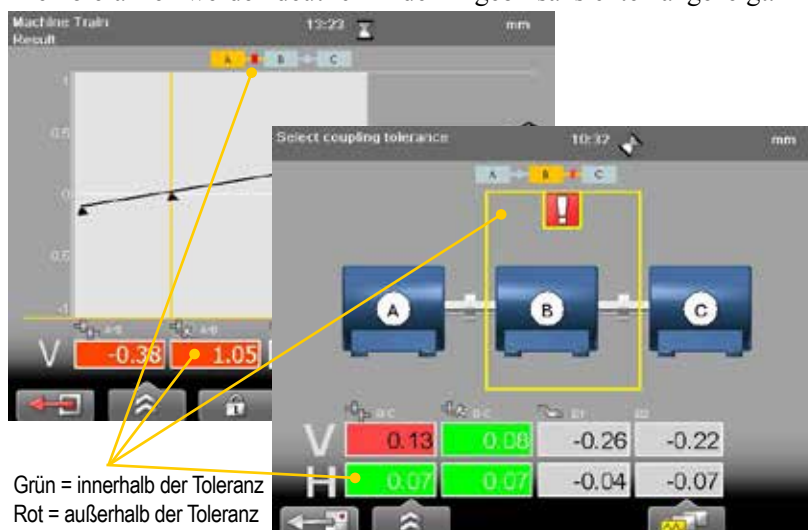 Machine Train 13:23 mm
Result
A B C
1
0.5
0
0.5
-1
A-B A-B
V -0.38 1.05
Select coupling tolerance 10:32 mm
A B C
!
A B C
B-C B-C
V 0.13 0.08 -0.26 -0.22
H 0.07 0.07 -0.04 -0.07
Grün = innerhalb der Toleranz
Rot = außerhalb der Toleranz